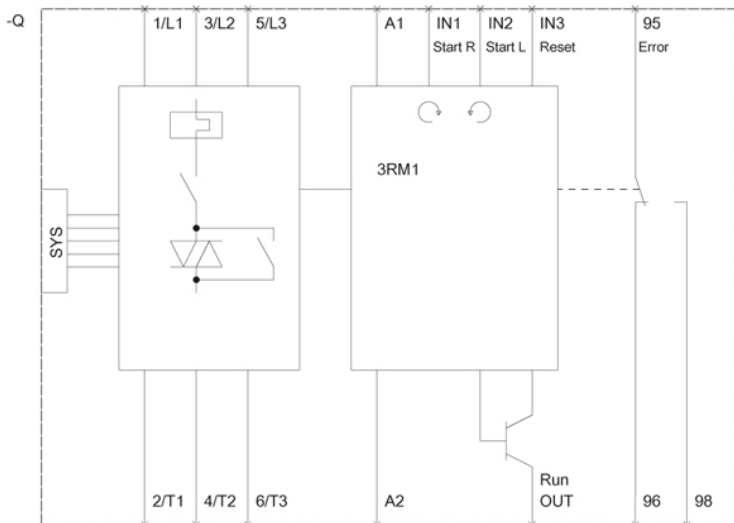 -Q
1/L1 3/L2 5/L3 A1 IN1 IN2 IN3 95
Start R Start L Reset Error
3RM1
SYS
Run
2/T1 4/T2 6/T3 A2 OUT 96 98